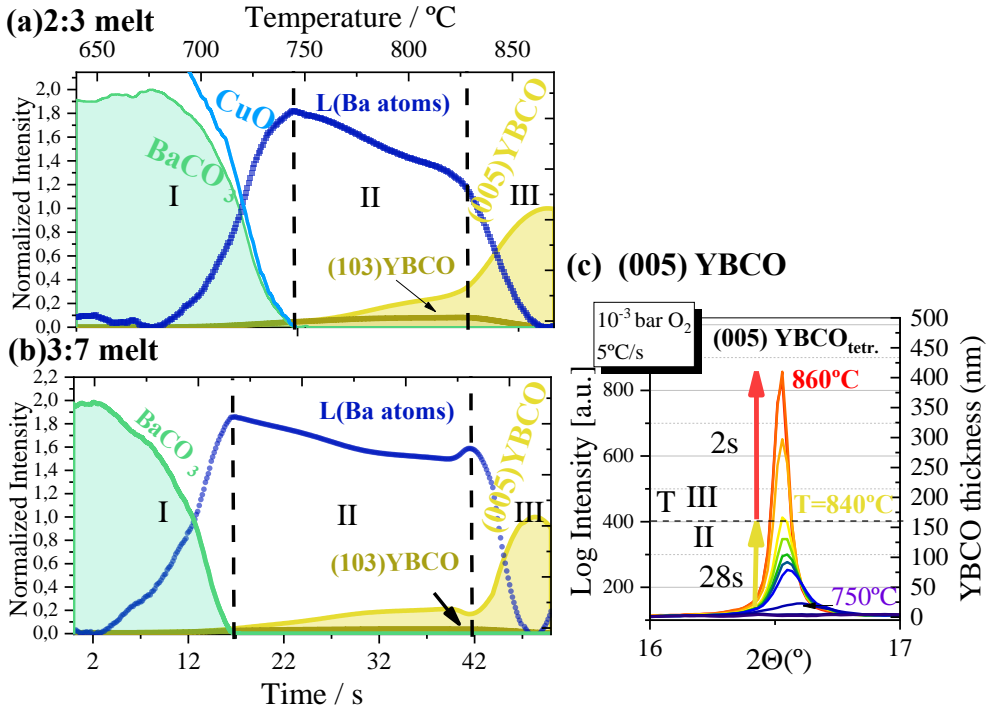 (a)2:3 melt
Temperature / ºC
650 700 750 800 850
Normalized Intensity
2,0
1,8
1,6
1,4
1,2
1,0
0,8
0,6
0,4
0,2
0,0
CuO
BaCO3
L(Ba atoms)
(005)YBCO
(103)YBCO
I
II
III
(b)3:7 melt
Normalized Intensity
2,2
2,0
1,8
1,6
1,4
1,2
1,0
0,8
0,6
0,4
0,2
0,0
BaCO3
L(Ba atoms)
(005)YBCO
(103)YBCO
I
II
III
2 12 22 32 42
Time / s
(c) (005) YBCO
10-3 bar O2
5ºC/s
(005) YBCOtetr.
860ºC
2s
T III
T=840ºC
II
28s
750ºC
Log Intensity [a.u.]
800
600
400
200
YBCO thickness (nm)
500
450
400
350
300
250
200
150
100
50
0
16 17
2Θ(º)